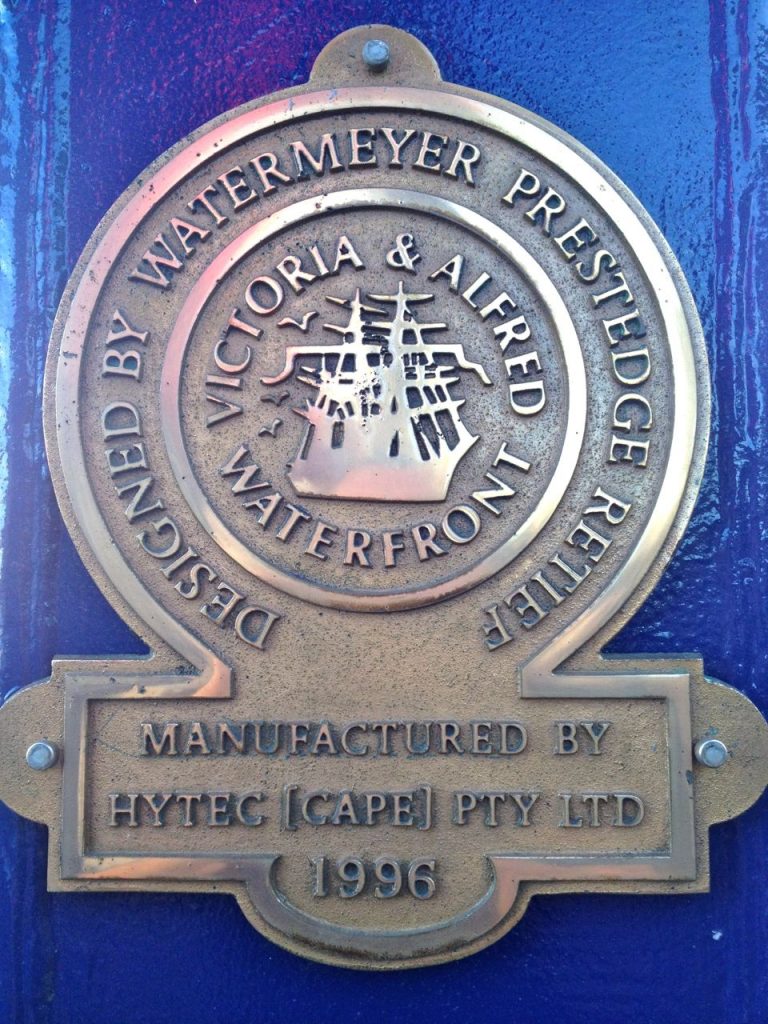 DESIGNED BY WATERMEYER PRESTEDGE RETIEF
VICTORIA & ALFRED
WATERFRONT
MANUFACTURED BY
HYTEC [CAPE] PTY LTD
1996